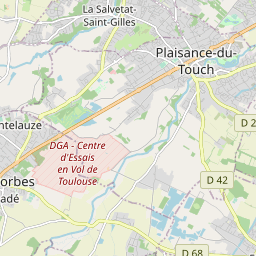 La Salvetat-
Saint-Gilles
Plaisance-du-
Touch
D 2
ntelauze
DGA - Centre
d'Essais
en Val de
Toulouse
orbes
adé
D 42
D 68